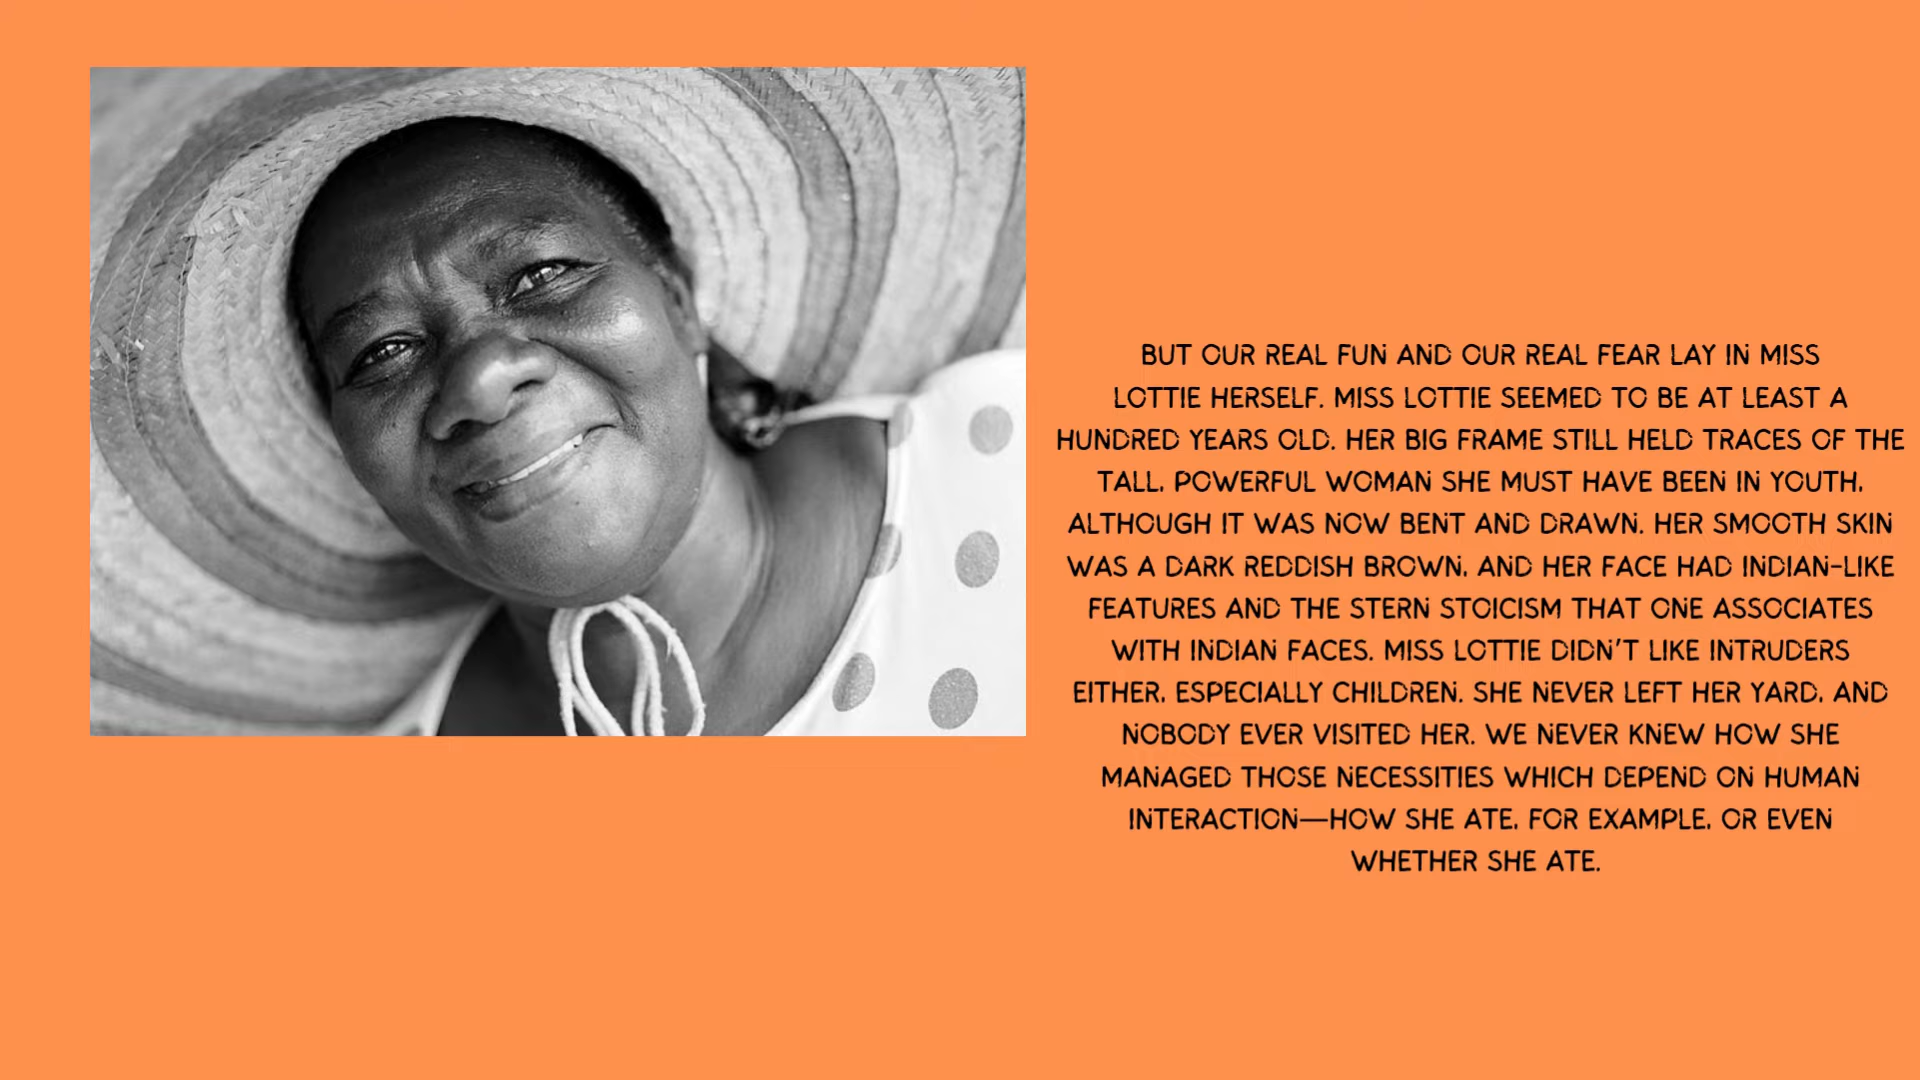 BUT OUR REAL FUN AND OUR REAL FEAR LAY IN MISS
LOTTIE HERSELF. MISS LOTTIE SEEMED TO BE AT LEAST A
HUNDRED YEARS OLD. HER BIG FRAME STILL HELD TRACES OF THE
TALL, POWERFUL WOMAN SHE MUST HAVE BEEN IN YOUTH,
ALTHOUGH IT WAS NOW BENT AND DRAWN. HER SMOOTH SKIN
WAS A DARK REDDISH BROWN, AND HER FACE HAD INDIAN-LIKE
FEATURES AND THE STERN STOICISM THAT ONE ASSOCIATES
WITH INDIAN FACES. MISS LOTTIE DIDN'T LIKE INTRUDERS
EITHER, ESPECIALLY CHILDREN. SHE NEVER LEFT HER YARD, AND
NOBODY EVER VISITED HER. WE NEVER KNEW HOW SHE
MANAGED THOSE NECESSITIES WHICH DEPEND ON HUMAN
INTERACTION—HOW SHE ATE, FOR EXAMPLE, OR EVEN
WHETHER SHE ATE.